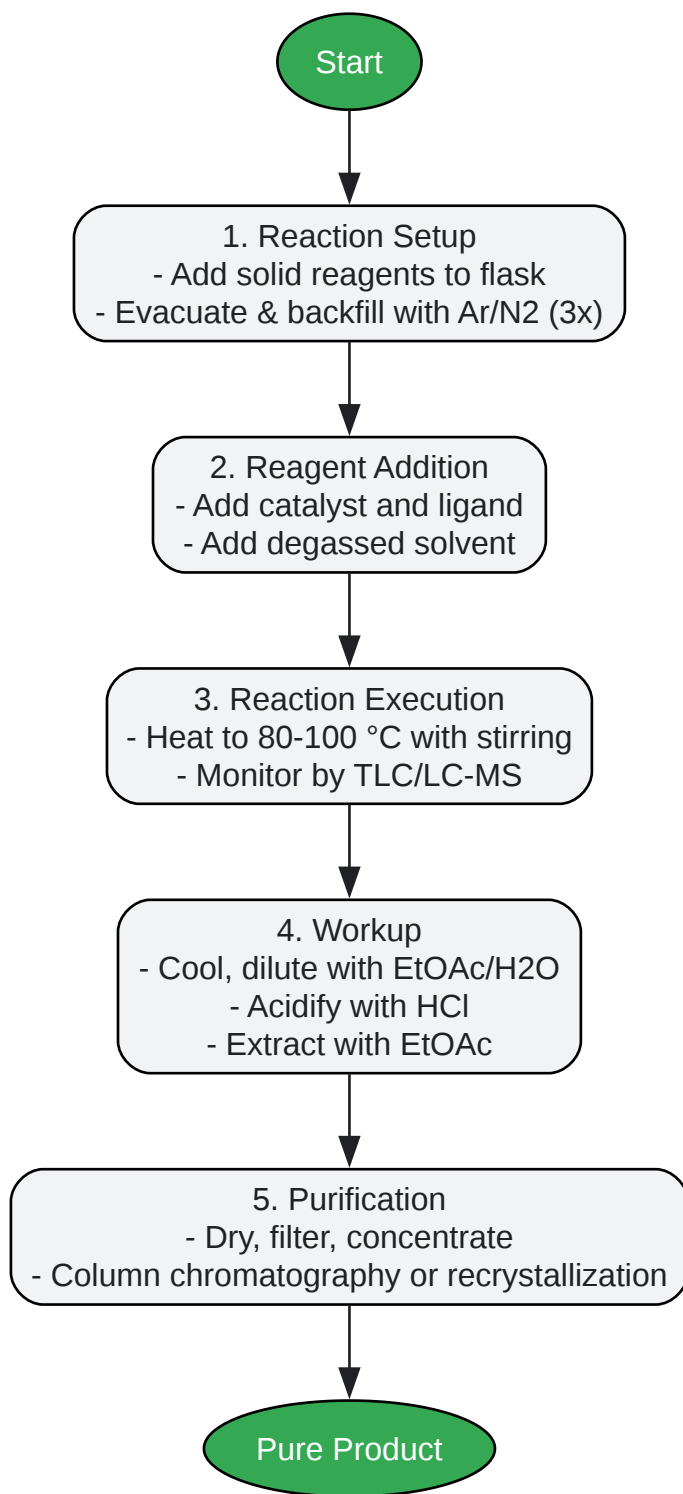 Start
1. Reaction Setup
- Add solid reagents to flask
- Evacuate & backfill with Ar/N2 (3x)
2. Reagent Addition
- Add catalyst and ligand
- Add degassed solvent
3. Reaction Execution
- Heat to 80-100 °C with stirring
- Monitor by TLC/LC-MS
4. Workup
- Cool, dilute with EtOAc/H2O
- Acidify with HCl
- Extract with EtOAc
5. Purification
- Dry, filter, concentrate
- Column chromatography or recrystallization
Pure Product